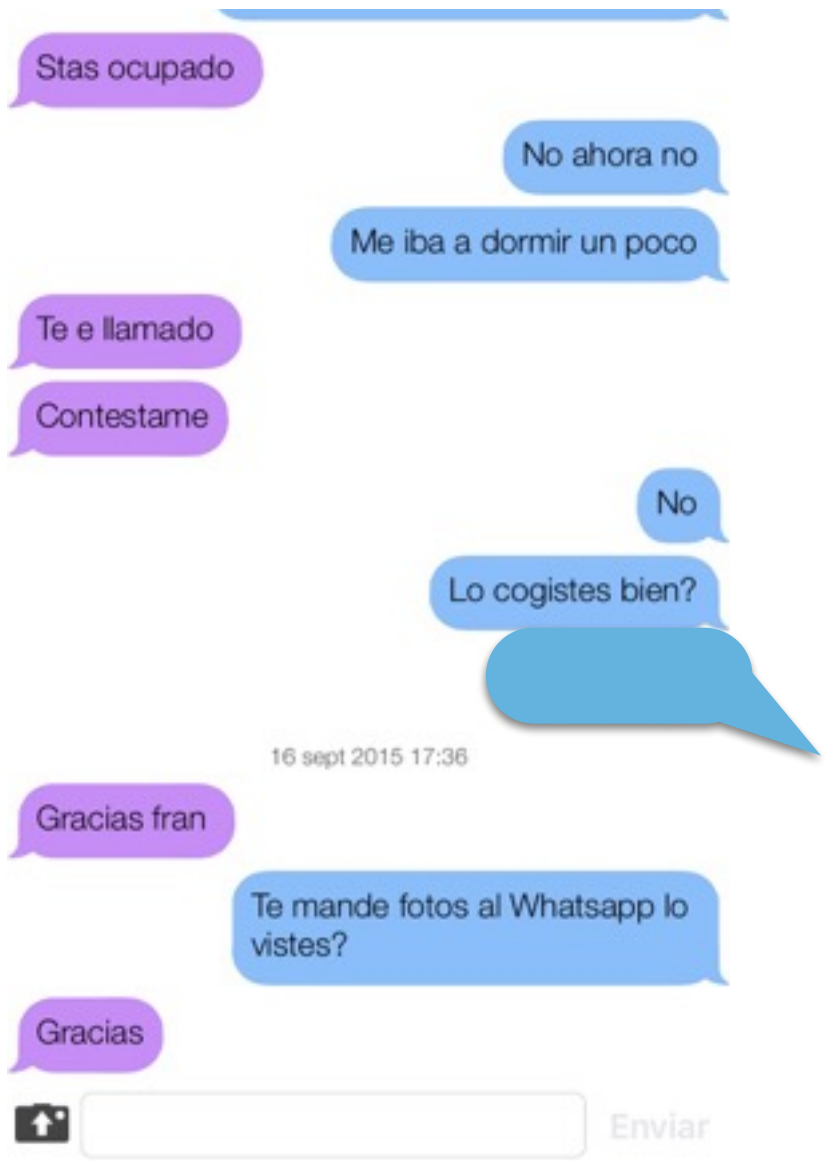 Stas ocupado
No ahora no
Me iba a dormir un poco
Te e llamado
Contestame
No
Lo cogistes bien?
16 sept 2015 17:36
Gracias fran
Te mande fotos al Whatsapp lo
vistes?
Gracias
Enviar